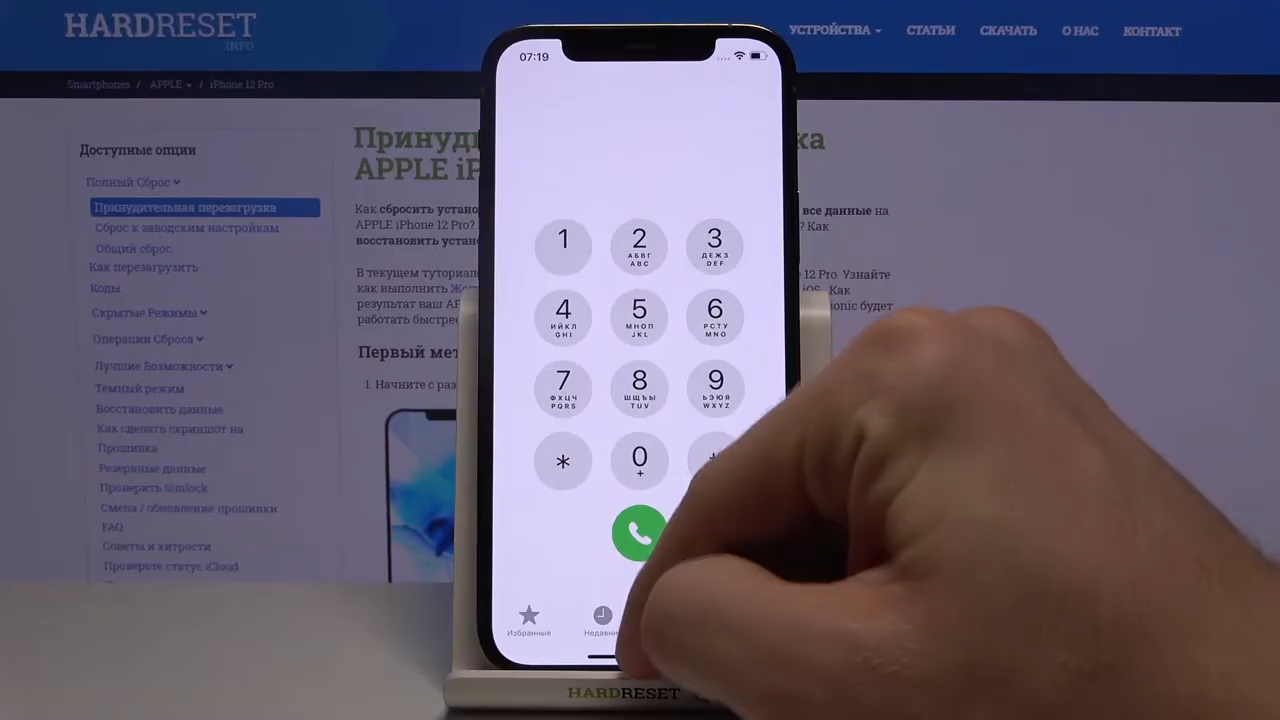 HARDRESET
.INFO
УСТРОЙСТВА
СТАТЬИ
СКАЧАТЬ
О НАС
КОНТАКТ
Smartphones / APPLE / iPhone 12 Pro
Доступные опции
Полный Сброс
Принудительная перезагрузка
Сброс к заводским настройкам
Общий сброс
Как перезагрузить
Коды
Скрытые Режимы
Операции Сброса
Лучшие Возможности
Темный режим
Восстановить данные
Как сделать скриншот на
Прошивка
Резервные данные
Проверить Simlock
Смена / обновление прошивки
FAQ
Советы и хитрости
Проверьте статус iCloud
Принуд
ка
APPLE iP
Как сбросить устано
все данные на
APPLE iPhone 12 Pro?
? Как
восстановить устан
В текущем туториал
12 Pro. Узнайте
как выполнить
iOS. Как
результат ваш AP
onic будет
работать быстрее
Первый мет
1. Начните с раз
07:19
1
2
АБВГ
ABC
3
ДЕЖЗ
DEF
4
ИЙКЛ
GHI
5
МНОП
JKL
6
РСТУ
MNO
7
ФХЦЧ
PQRS
8
ШЩЪЫ
TUV
9
ЬЭЮЯ
WXYZ
*
0
+
Избранные
Недавни
HARDRESET